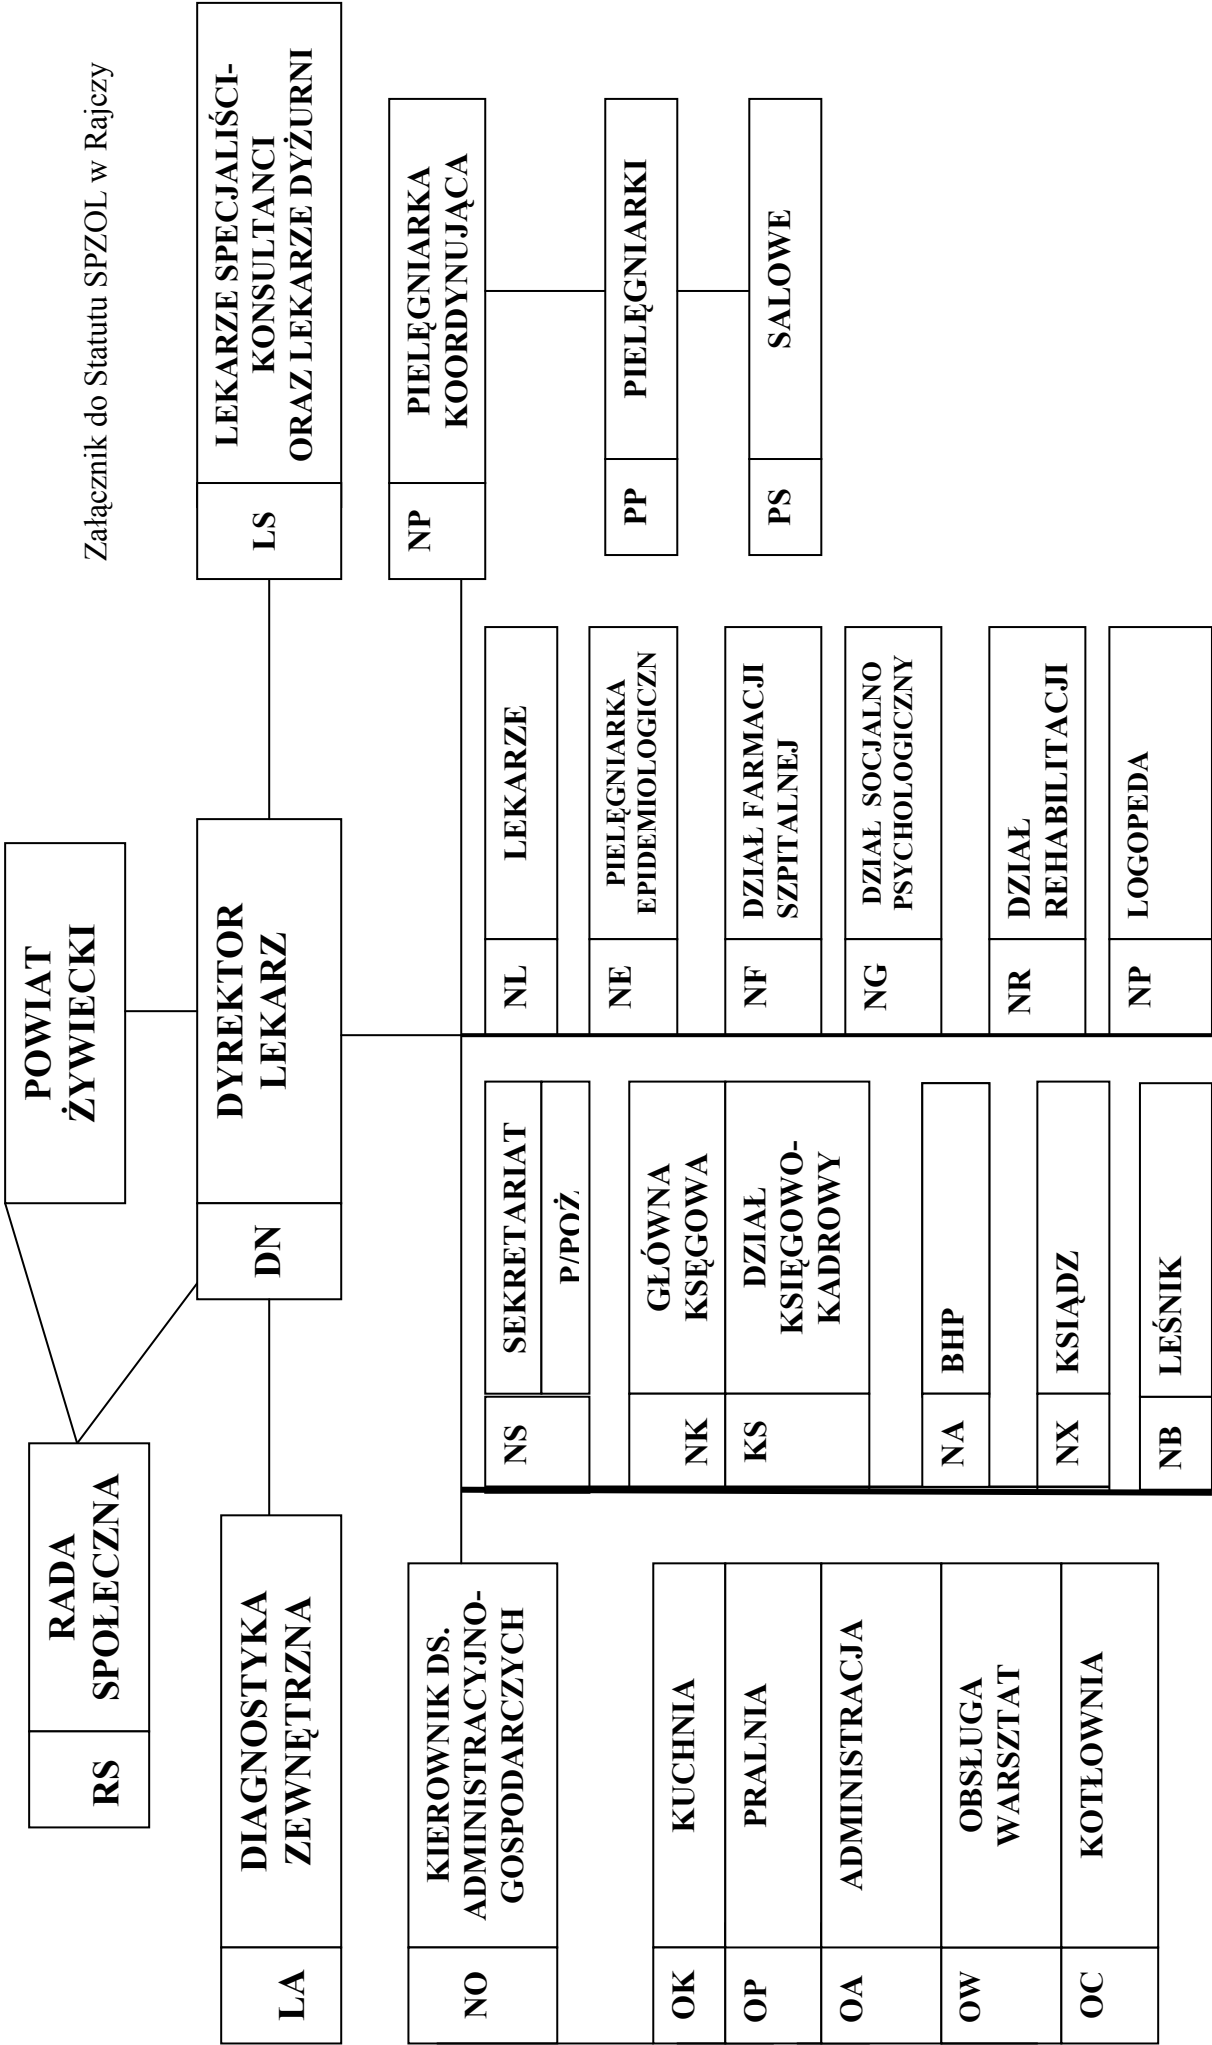 Załącznik do Statutu SPZOL w Rajczy
POWIAT
ŻYWIECKI
RS
RADA
SPOŁECZNA
DN
DYREKTOR
LEKARZ
LA
DIAGNOSTYKA
ZEWNĘTRZNA
LS
LEKARZE SPECJALIŚCI-
KONSULTANCI
ORAZ LEKARZE DYŻURNI
NO
KIEROWNIK DS.
ADMINISTRACYJNO-
GOSPODARCZYCH
OK
KUCHNIA
OP
PRALNIA
OA
ADMINISTRACJA
OW
OBSŁUGA
WARSZTAT
OC
KOTŁOWNIA
NS
SEKRETARIAT
P/POŻ
NK
GŁÓWNA
KSĘGOWA
KS
DZIAŁ
KSIĘGOWO-
KADROWY
NA
BHP
NX
KSIĄDZ
NB
LEŚNIK
NL
LEKARZE
NE
PIELĘGNIARKA
EPIDEMIOLOGICZN
NF
DZIAŁ FARMACJI
SZPITALNEJ
NG
DZIAŁ SOCJALNO
PSYCHOLOGICZNY
NR
DZIAŁ
REHABILITACJI
NP
LOGOPEDA
NP
PIELĘGNIARKA
KOORDYNUJĄCA
PP
PIELĘGNIARKI
PS
SALOWE